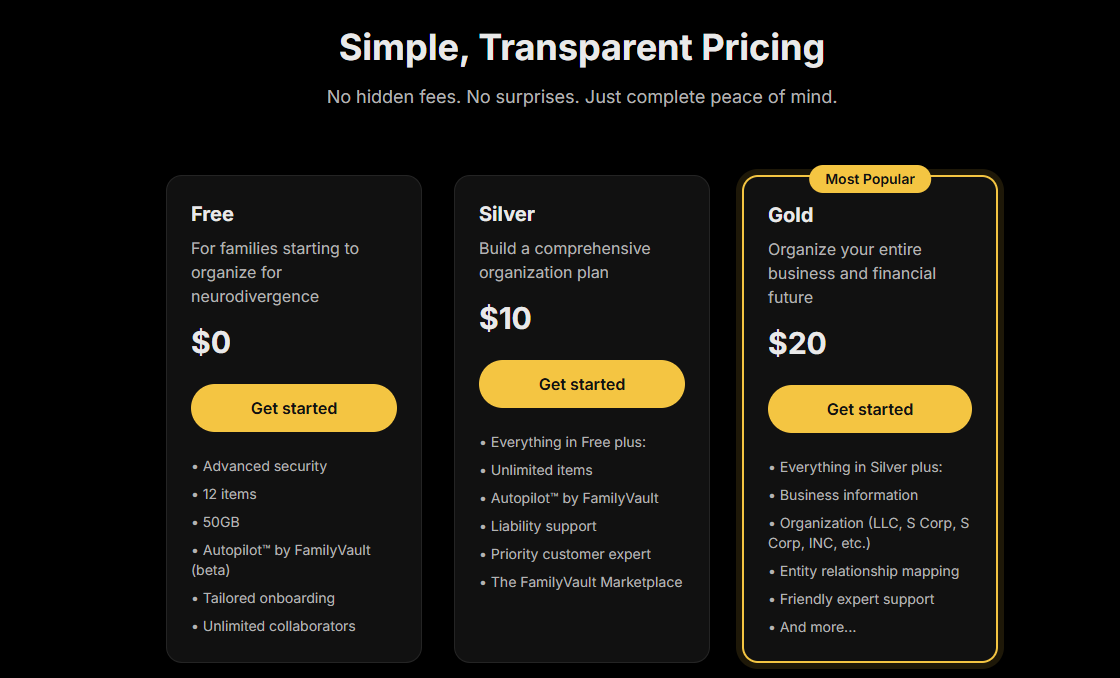 Simple, Transparent Pricing
No hidden fees. No surprises. Just complete peace of mind.
Free
For families starting to
organize for
neurodivergence
$0
Get started
• Advanced security
• 12 items
• 50GB
• Autopilot™ by FamilyVault
(beta)
• Tailored onboarding
• Unlimited collaborators
Silver
Build a comprehensive
organization plan
$10
Get started
• Everything in Free plus:
• Unlimited items
• Autopilot™ by FamilyVault
• Liability support
• Priority customer expert
• The FamilyVault Marketplace
Most Popular
Gold
Organize your entire
business and financial
future
$20
Get started
• Everything in Silver plus:
• Business information
• Organization (LLC, S Corp, S
Corp, INC, etc.)
• Entity relationship mapping
• Friendly expert support
• And more...